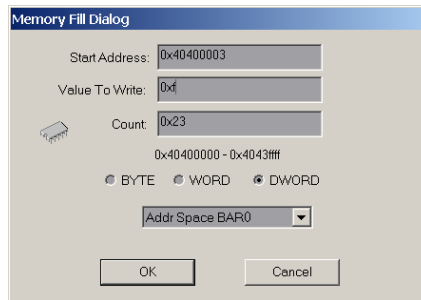 Memory Fill Dialog
Start Address: 0x40400003
Value To Write: 0xf
Count: 0x23
0x40400000 - 0x4043ffff
BYTE WORD DWORD
Addr Space BAR0
OK Cancel